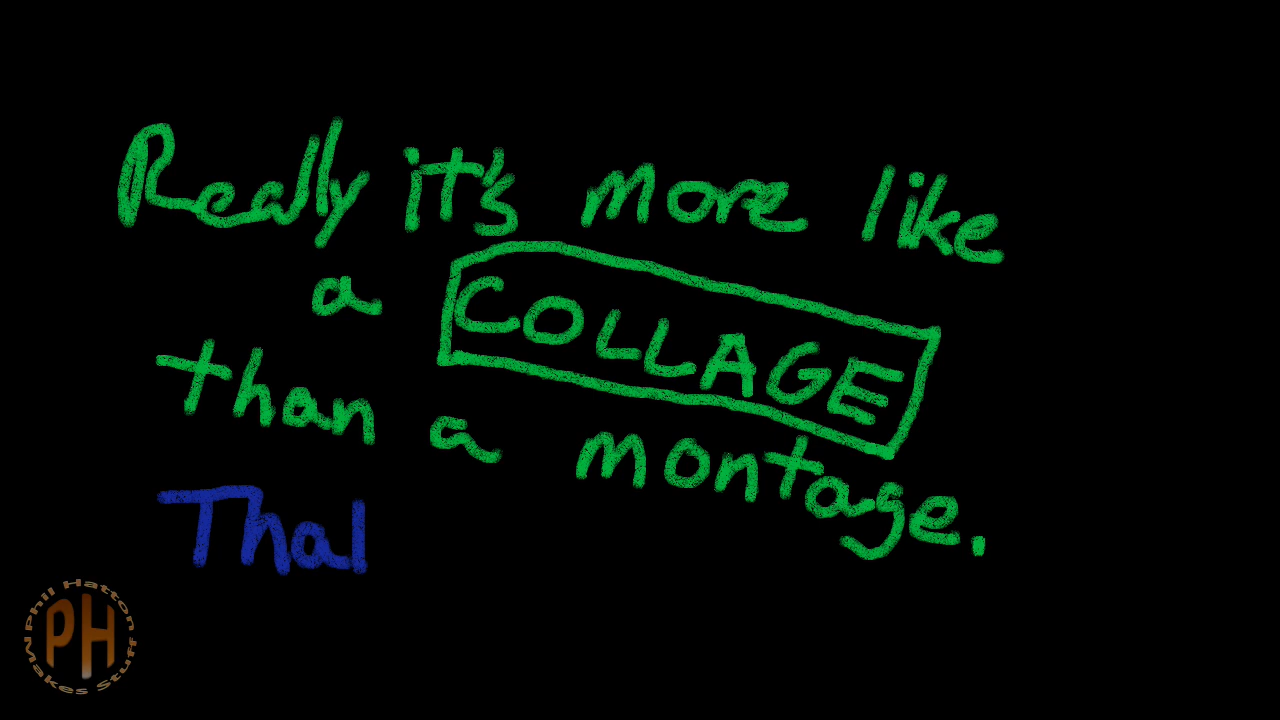 Really it's more like
a COLLAGE
than a montage.
Thal
Phil Hatton
PH
Makes Stuff